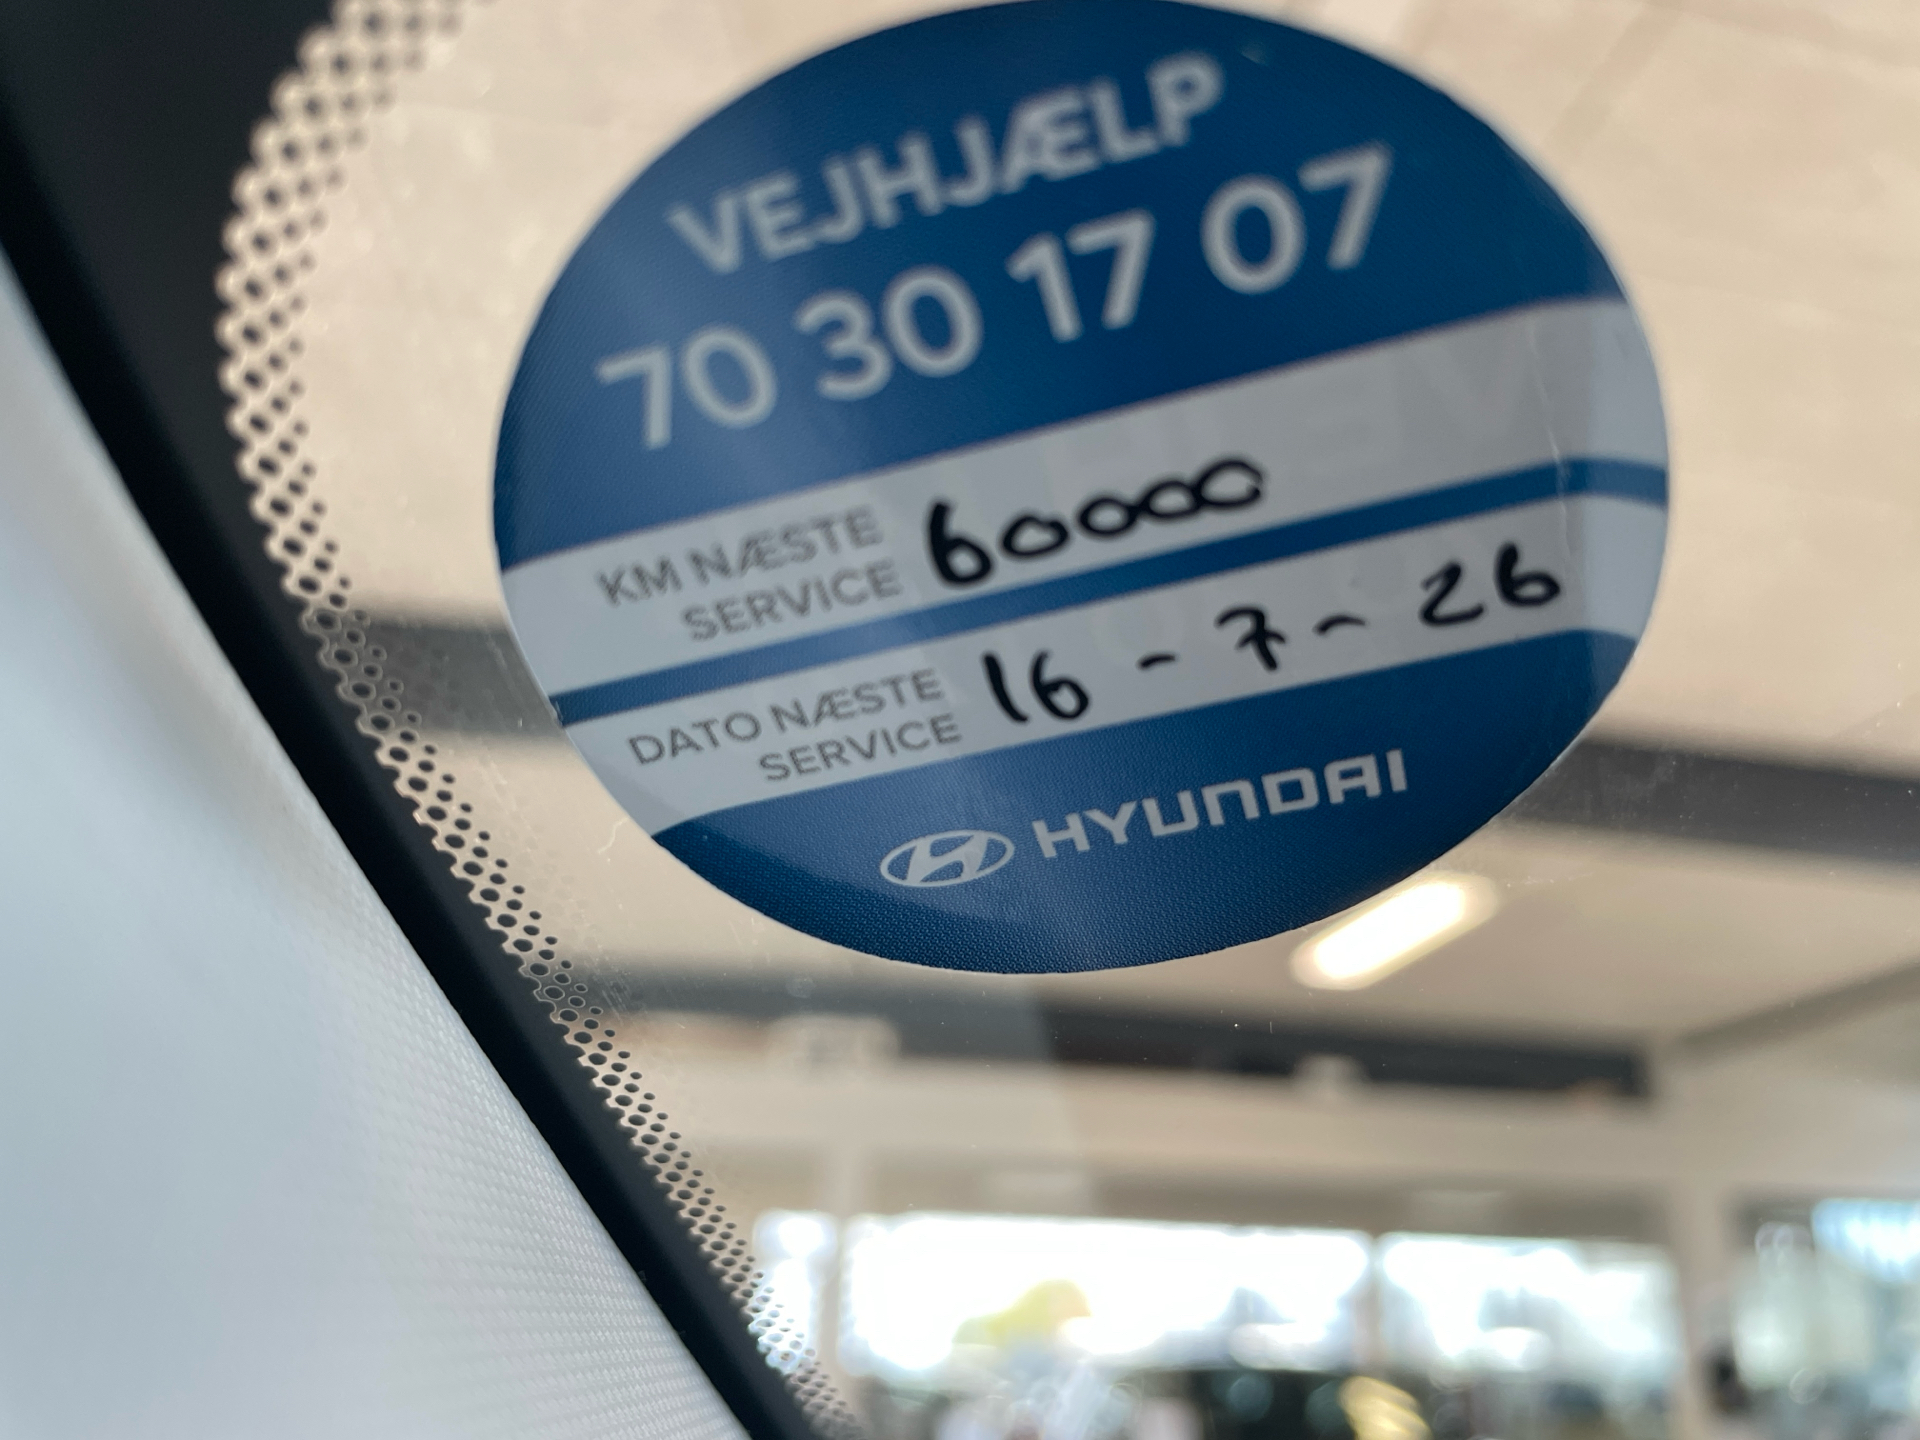 VEJHJÆLP
70 30 17 07
KM NÆSTE
SERVICE 60000
DATO NÆSTE
SERVICE 16-7-26
HYUNDAI